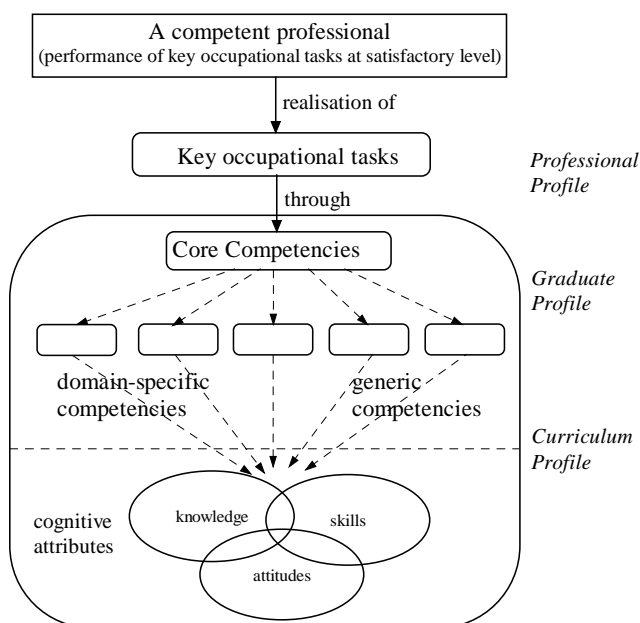 A competent professional
(performance of key occupational tasks at satisfactory level)
realisation of
Key occupational tasks
Professional
Profile
through
Core Competencies
Graduate
Profile
domain-specific
competencies
generic
competencies
Curriculum
Profile
cognitive
attributes
knowledge
skills
attitudes